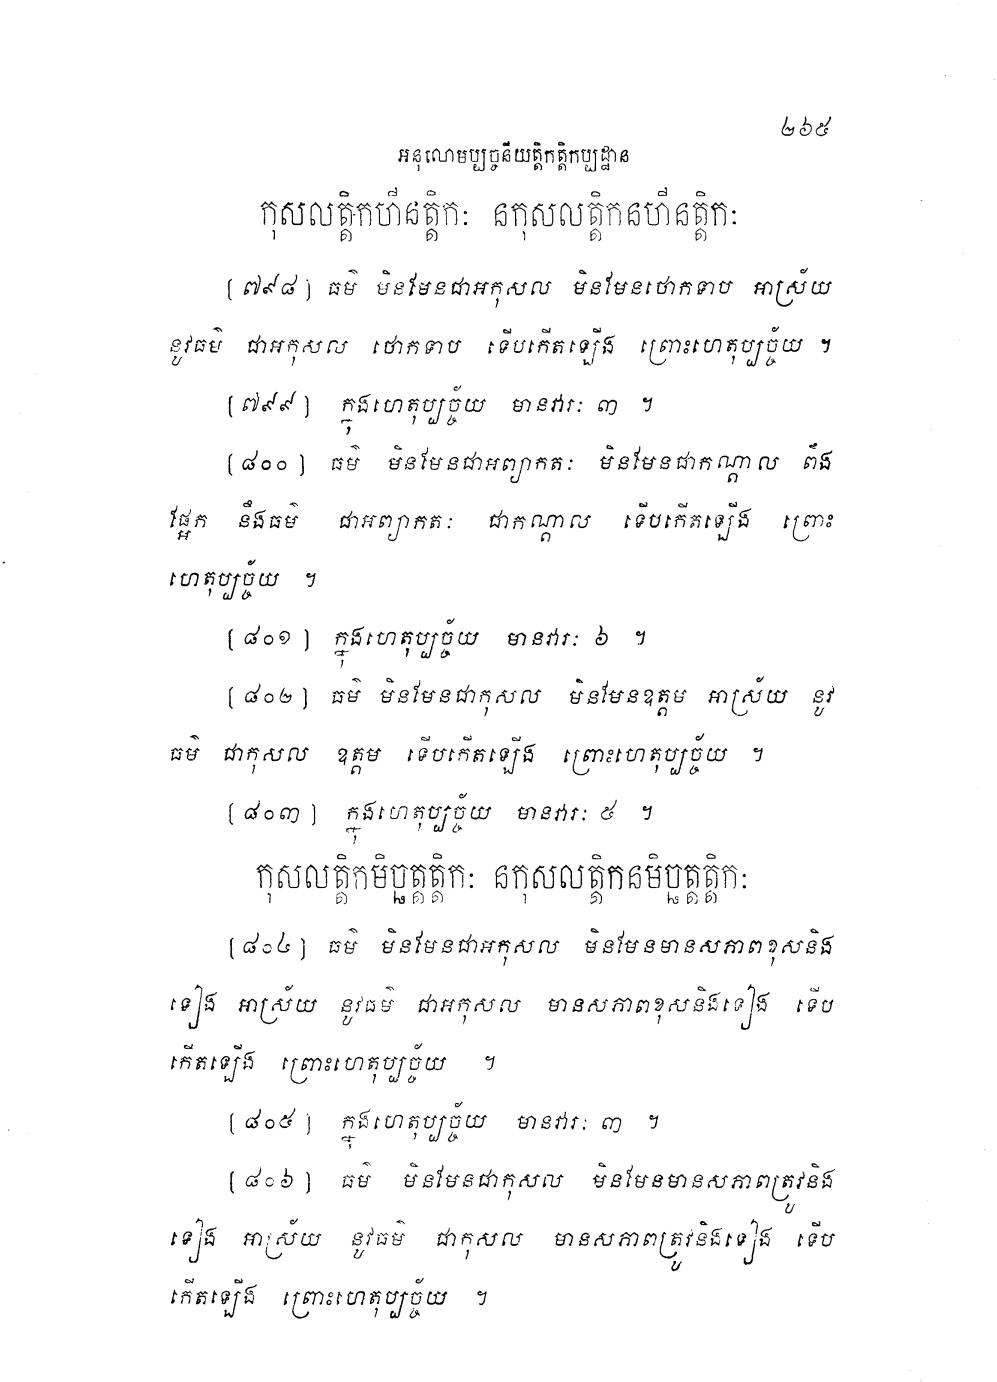 ២៦៥
អនុលោមប្បច្ចនីយត្តិកត្តិកប្បដ្ឋាន
កុសលត្តិកហីនត្តិកៈ នកុសលត្តិកនហីនត្តិកៈ
(៧៩៨) ធម៌ មិនមែនជាអកុសល មិនមែនថោកទាប អាស្រ័យ
នូវធម៌ ជាអកុសល ថោកទាប ទើបកើតឡើង ព្រោះហេតុប្បច្ច័យ ។
(៧៩៩) ក្នុងហេតុប្បច្ច័យ មានវារៈ ៣ ។
(៨០០) ធម៌ មិនមែនជាអព្យាកតៈ មិនមែនជាកណ្តាល ពឹង
ផ្អែក នឹងធម៌ ជាអព្យាកតៈ ជាកណ្តាល ទើបកើតឡើង ព្រោះ
ហេតុប្បច្ច័យ ។
(៨០១) ក្នុងហេតុប្បច្ច័យ មានវារៈ ៦ ។
(៨០២) ធម៌ មិនមែនជាកុសល មិនមែនឧត្តម អាស្រ័យ នូវ
ធម៌ ជាកុសល ឧត្តម ទើបកើតឡើង ព្រោះហេតុប្បច្ច័យ ។
(៨០៣) ក្នុងហេតុប្បច្ច័យ មានវារៈ ៥ ។
កុសលត្តិកមិច្ឆត្តត្តិកៈ នកុសលត្តិកនមិច្ឆត្តត្តិកៈ
(៨០៤) ធម៌ មិនមែនជាអកុសល មិនមែនមានសភាពខុសនិង
ទៀង អាស្រ័យ នូវធម៌ ជាអកុសល មានសភាពខុសនិងទៀង ទើប
កើតឡើង ព្រោះហេតុប្បច្ច័យ ។
(៨០៥) ក្នុងហេតុប្បច្ច័យ មានវារៈ ៣ ។
(៨០៦) ធម៌ មិនមែនជាកុសល មិនមែនមានសភាពត្រូវនិង
ទៀង អាស្រ័យ នូវធម៌ ជាកុសល មានសភាពត្រូវនិងទៀង ទើប
កើតឡើង ព្រោះហេតុប្បច្ច័យ ។